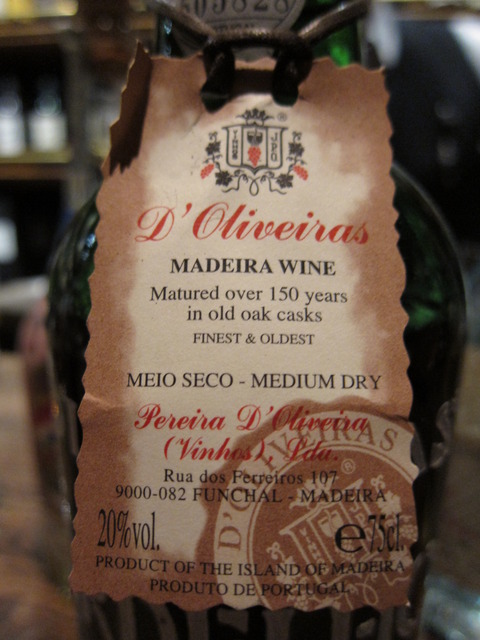 D'Oliveiras
MADEIRA WINE
Matured over 150 years
in old oak casks
FINEST & OLDEST
MEIO SECO - MEDIUM DRY
Pereira D'Oliveira
(Vinhos), Lda.
Rua dos Ferreiros 107
9000-082 FUNCHAL - MADEIRA
D'OLIVEIRAS
20%vol. e75cl.
PRODUCT OF THE ISLAND OF MADEIRA
PRODUTO DE PORTUGAL